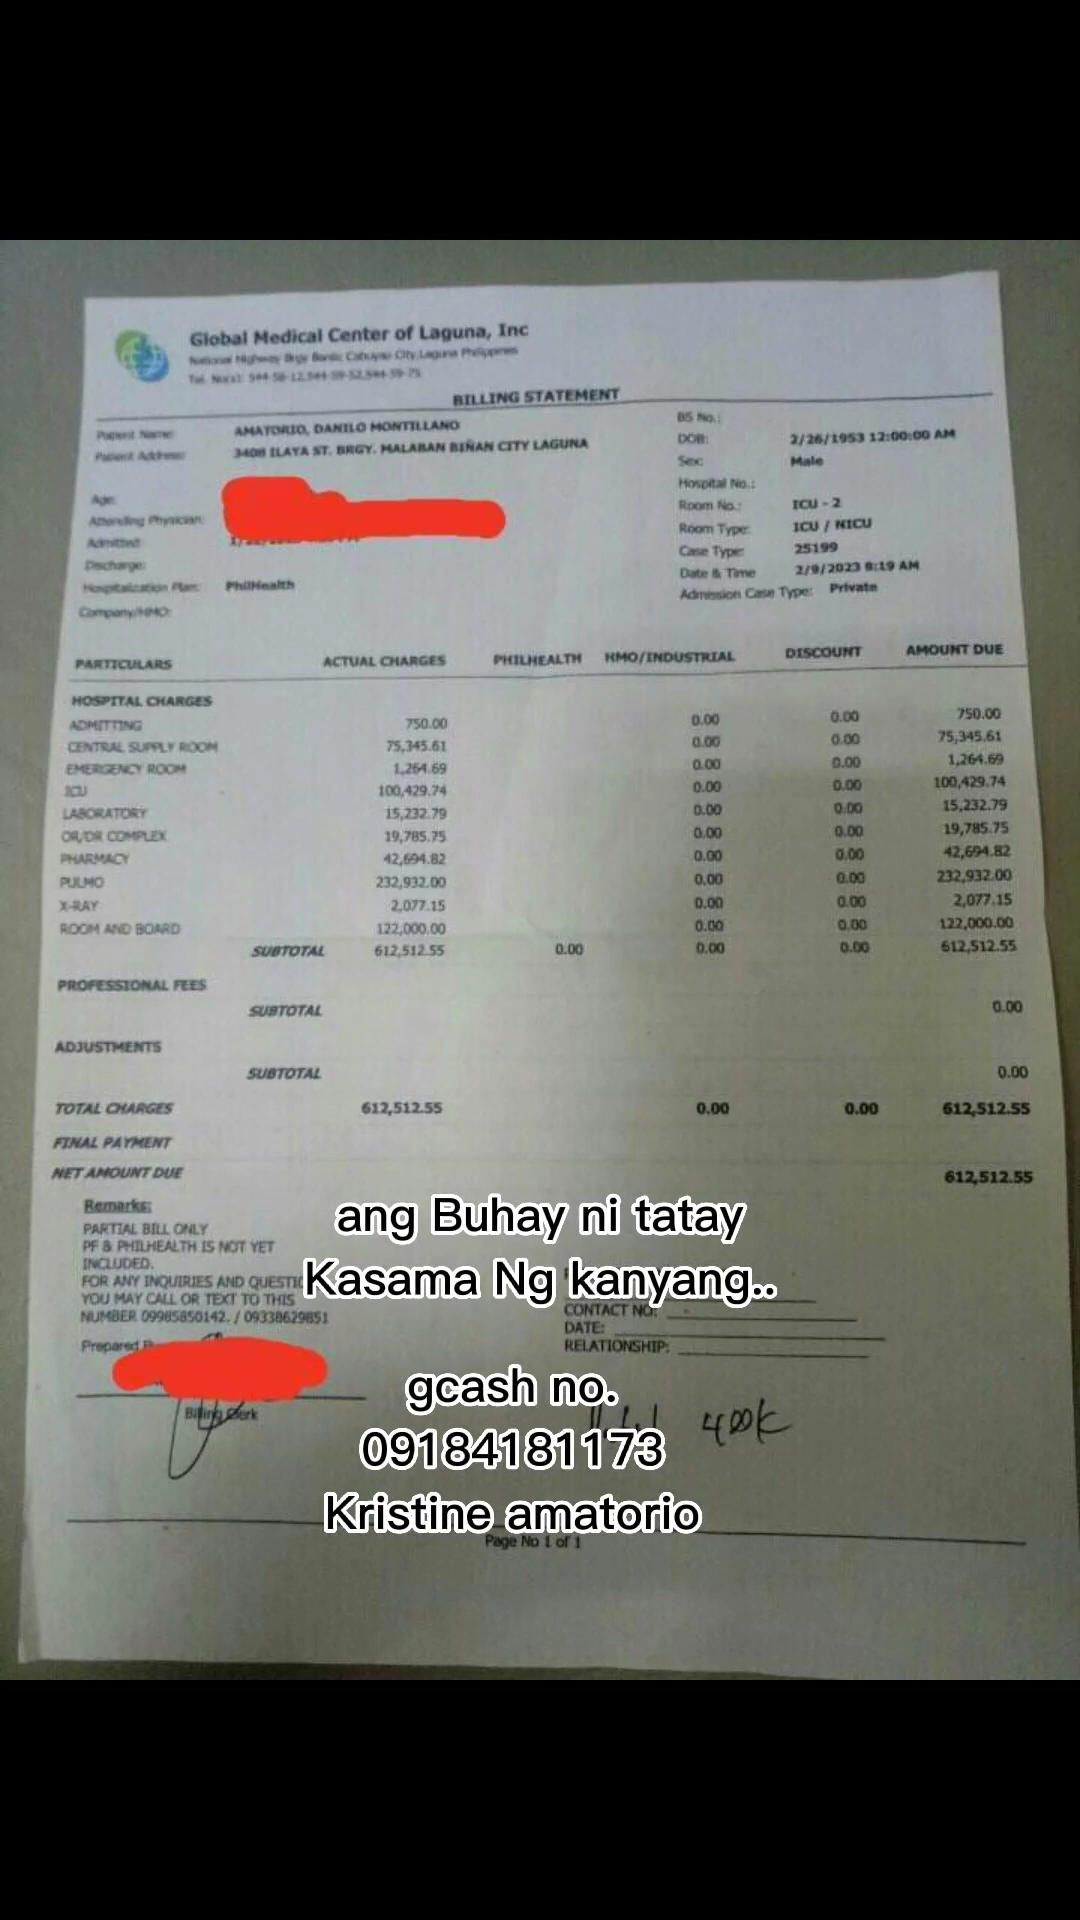 Global Medical Center of Laguna, Inc
National Highway Brgy Banlic Cabuyao City, Laguna Philippines
BILLING STATEMENT
Patient Name: AMATORIO, DANILO MONTILLANO
Patient Address: 3408 ILAYA ST. BRGY. MALABAN BIÑAN CITY LAGUNA
Age:
Attending Physician:
Admitted:
Discharge:
Hospitalization Plan: PhilHealth
Company/HMO:
BS No.:
DOB: 2/26/1953 12:00:00 AM
Sex: Male
Hospital No.:
Room No.: ICU - 2
Room Type: ICU / NICU
Case Type: 25199
Date & Time 2/9/2023 8:19 AM
Admission Case Type: Private
PARTICULARS ACTUAL CHARGES PHILHEALTH HMO/INDUSTRIAL DISCOUNT AMOUNT DUE
HOSPITAL CHARGES
ADMITTING 750.00 0.00 0.00 750.00
CENTRAL SUPPLY ROOM 75,345.61 0.00 0.00 75,345.61
EMERGENCY ROOM 1,264.69 0.00 0.00 1,264.69
ICU 100,429.74 0.00 0.00 100,429.74
LABORATORY 15,232.79 0.00 0.00 15,232.79
OR/DR COMPLEX 19,785.75 0.00 0.00 19,785.75
PHARMACY 42,694.82 0.00 0.00 42,694.82
PULMO 232,932.00 0.00 0.00 232,932.00
X-RAY 2,077.15 0.00 0.00 2,077.15
ROOM AND BOARD 122,000.00 0.00 0.00 122,000.00
SUBTOTAL 612,512.55 0.00 0.00 0.00 612,512.55
PROFESSIONAL FEES
SUBTOTAL 0.00
ADJUSTMENTS
SUBTOTAL 0.00
TOTAL CHARGES 612,512.55 0.00 0.00 612,512.55
FINAL PAYMENT
NET AMOUNT DUE 612,512.55
Remarks:
PARTIAL BILL ONLY
PF & PHILHEALTH IS NOT YET
INCLUDED.
FOR ANY INQUIRIES AND
YOU MAY CALL OR TEXT TO THIS
NUMBER 09985850142. / 09338629851
Prepared
Billing Clerk
CONTACT NO:
DATE:
RELATIONSHIP:
400K
Page No 1 of 1
ang Buhay ni tatay
Kasama Ng kanyang..
gcash no.
09184181173
Kristine amatorio